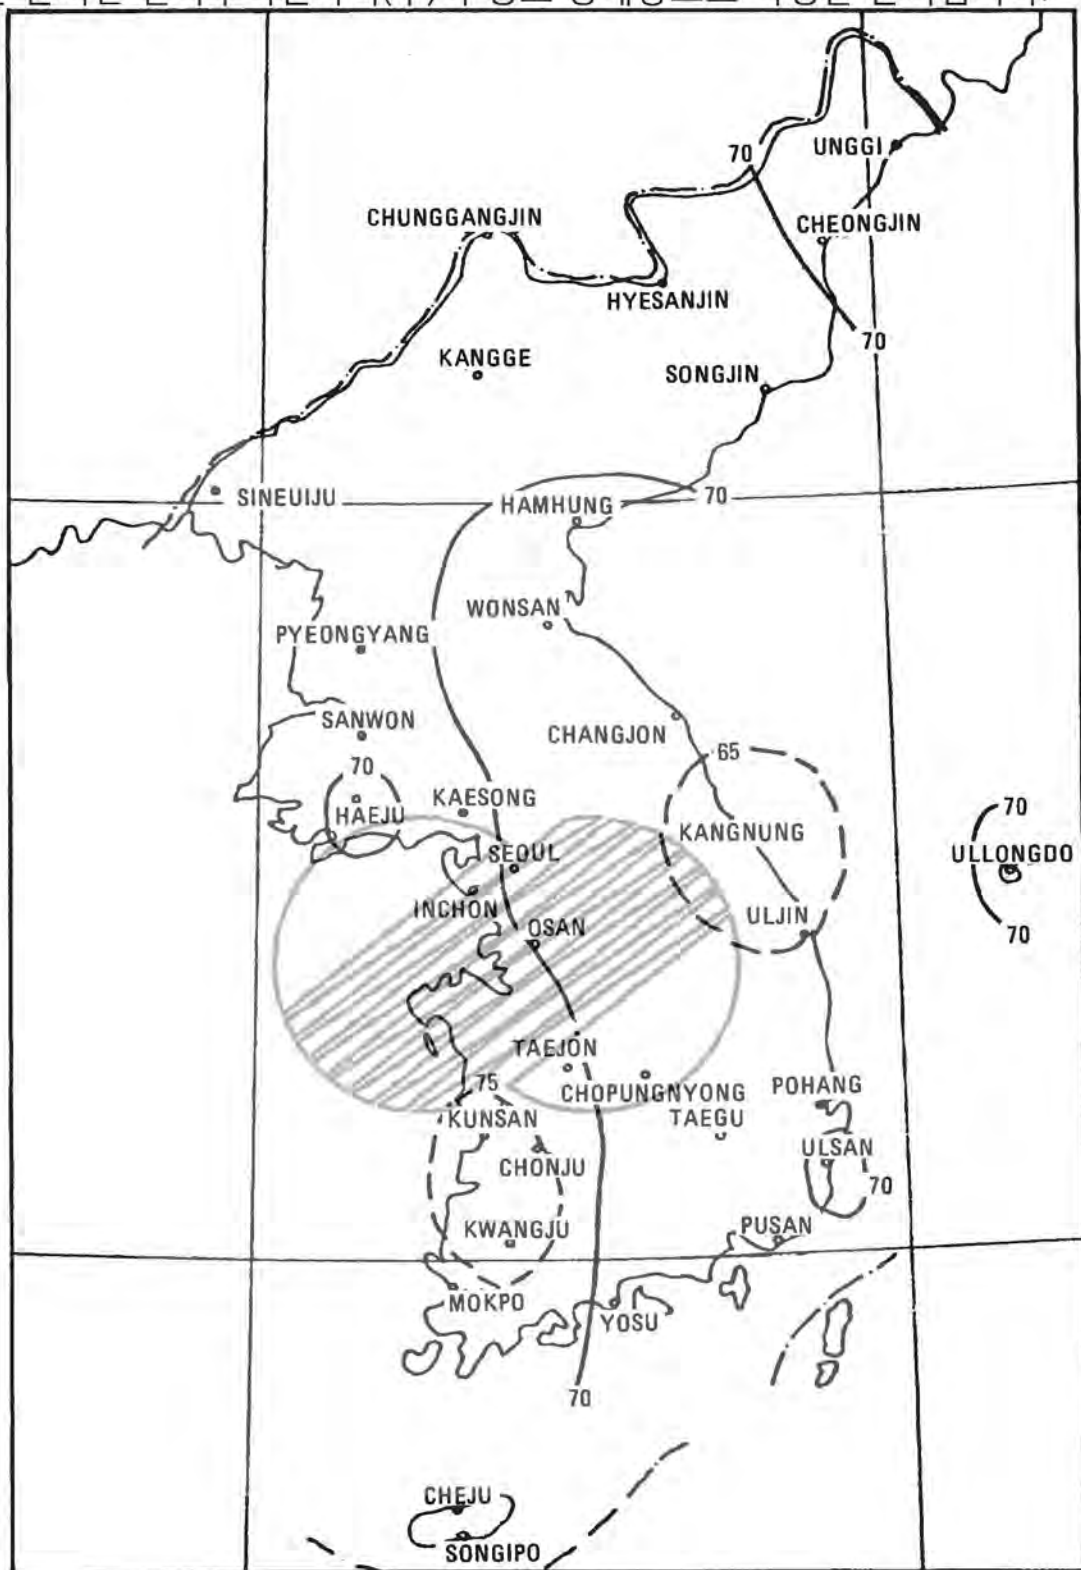 70
UNGGI
CHUNGGANGJIN
CHEONGJIN
HYESANJIN
70
KANGGE
SONGJIN
SINEUIJU
HAMHUNG
70
WONSAN
PYEONGYANG
SANWON
CHANGJON
65
70
HAEJU
KAESONG
KANGNUNG
70
SEOUL
ULLONGDO
INCHON
OSAN
ULJIN
70
TAEJON
75
CHOPUNGNYONG
POHANG
KUNSAN
TAEGU
CHONJU
ULSAN
70
KWANGJU
PUSAN
MOKPO
YOSU
70
CHEJU
SONGIPO